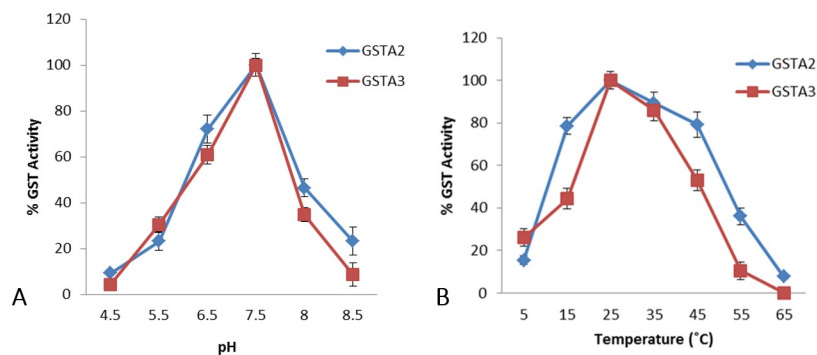 120
100
80
60
40
20
0
% GST Activity
4.5 5.5 6.5 7.5 8 8.5
pH
GSTA2
GSTA3
A
120
100
80
60
40
20
0
% GST Activity
5 15 25 35 45 55 65
Temperature (˚C)
GSTA2
GSTA3
B